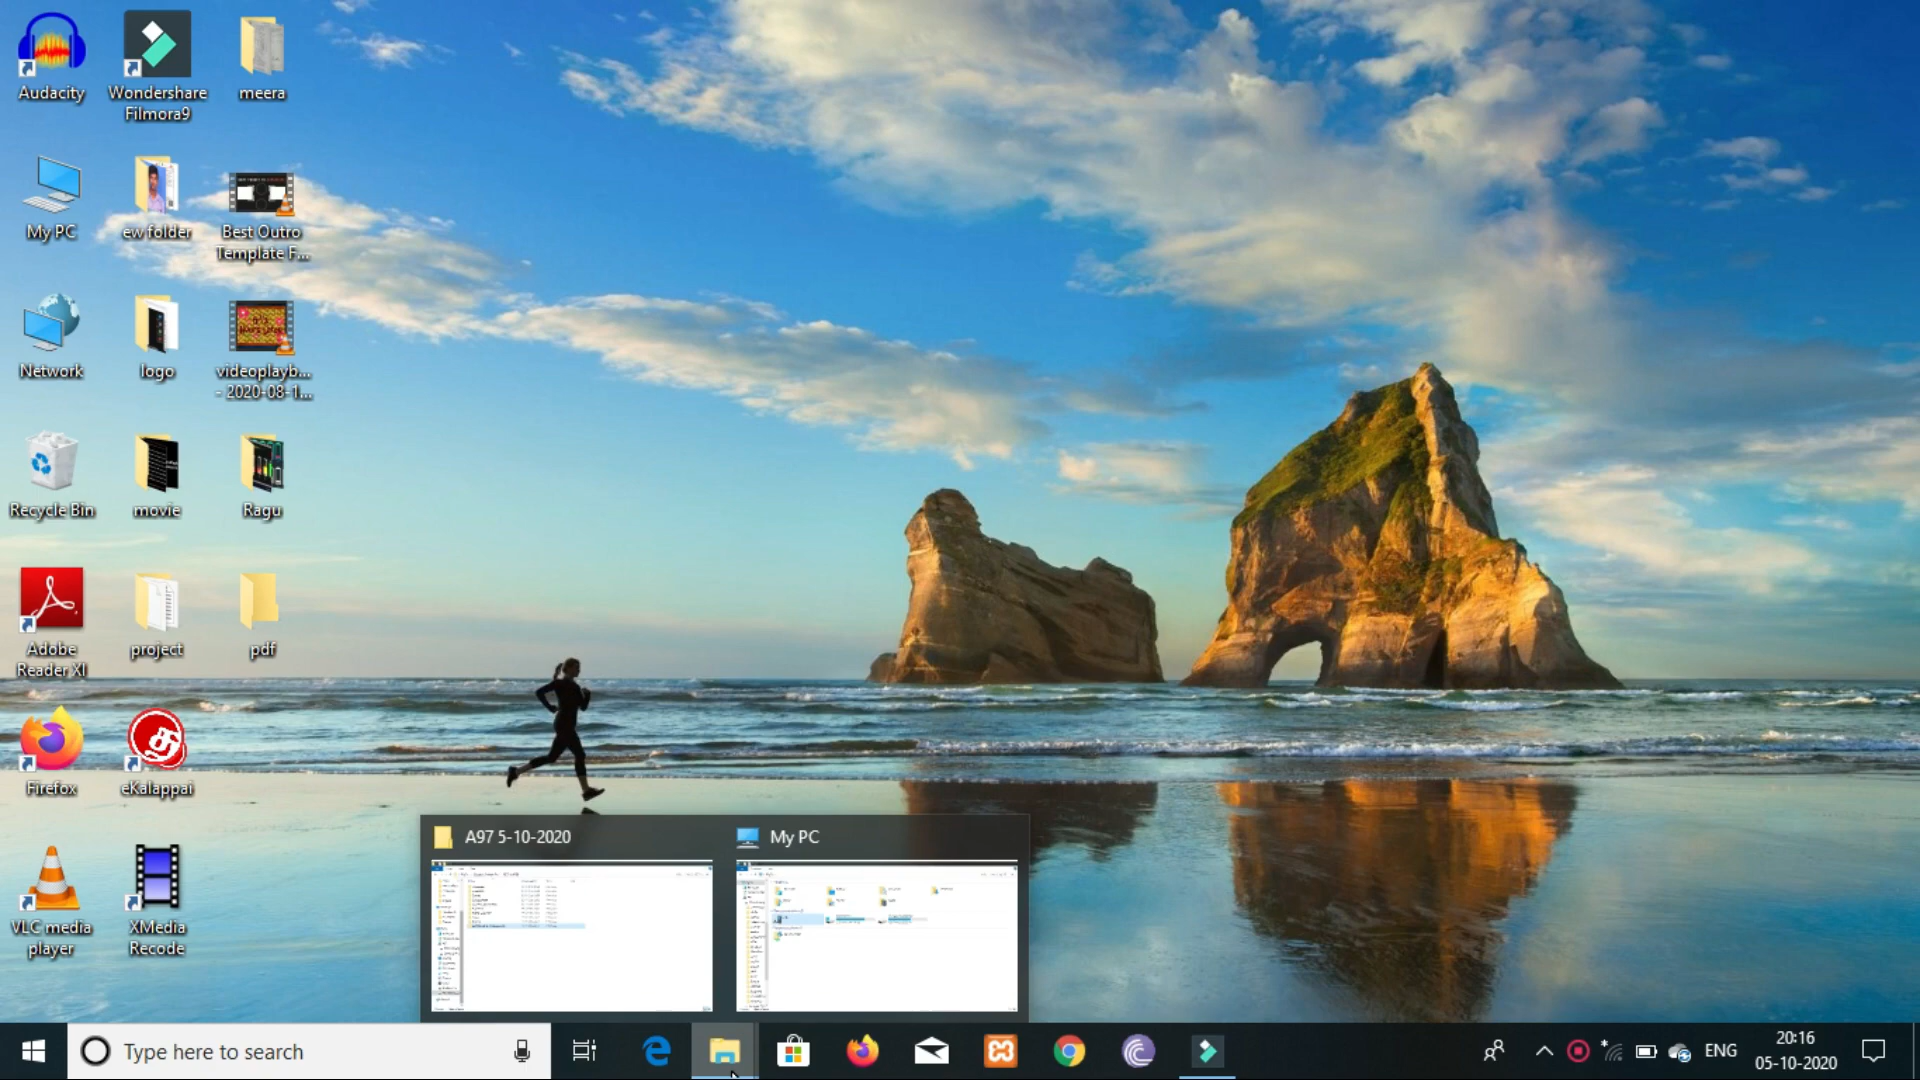 Audacity
Wondershare
Filmora9
meera
My PC
ew folder
Best Outro
Template F...
Network
logo
videoplayb...
- 2020-08-1...
Recycle Bin
movie
Ragu
Adobe
Reader XI
project
pdf
Firefox
eKalappai
VLC media
player
XMedia
Recode
A97 5-10-2020
My PC
Type here to search
ENG
20:16
05-10-2020